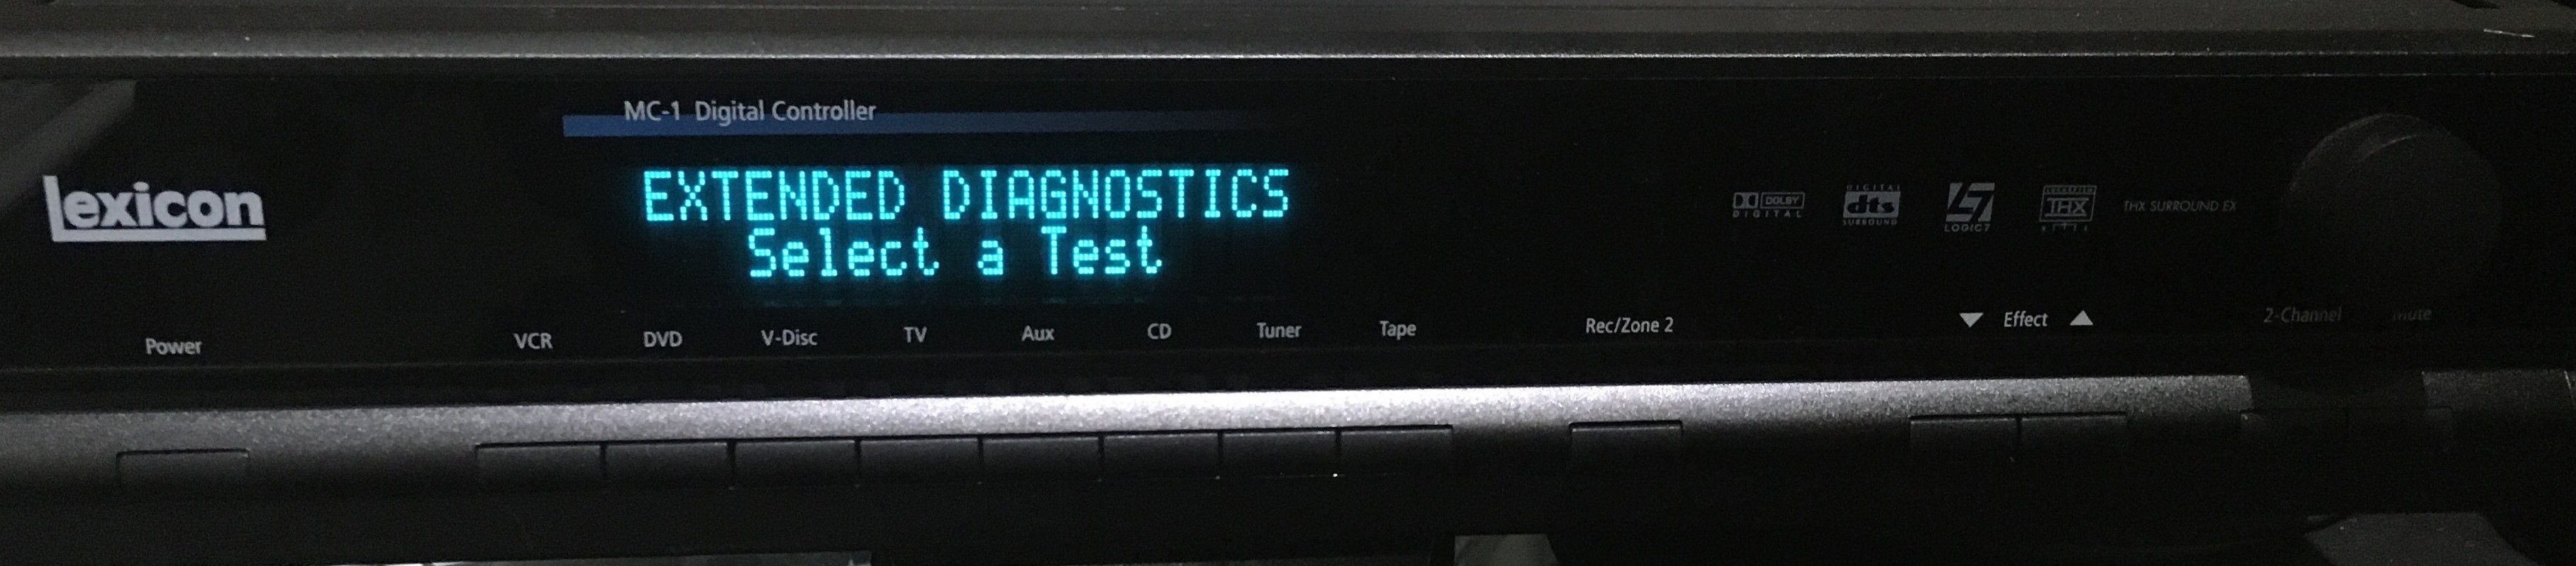 MC-1 Digital Controller
lexicon
EXTENDED DIAGNOSTICS
Select a Test
DOLBY
DIGITAL
DIGITAL
dts
SURROUND
LOGIC7
THX
THX SURROUND EX
Power
VCR
DVD
V-Disc
TV
Aux
CD
Tuner
Tape
Rec/Zone 2
Effect
2-Channel
Mute